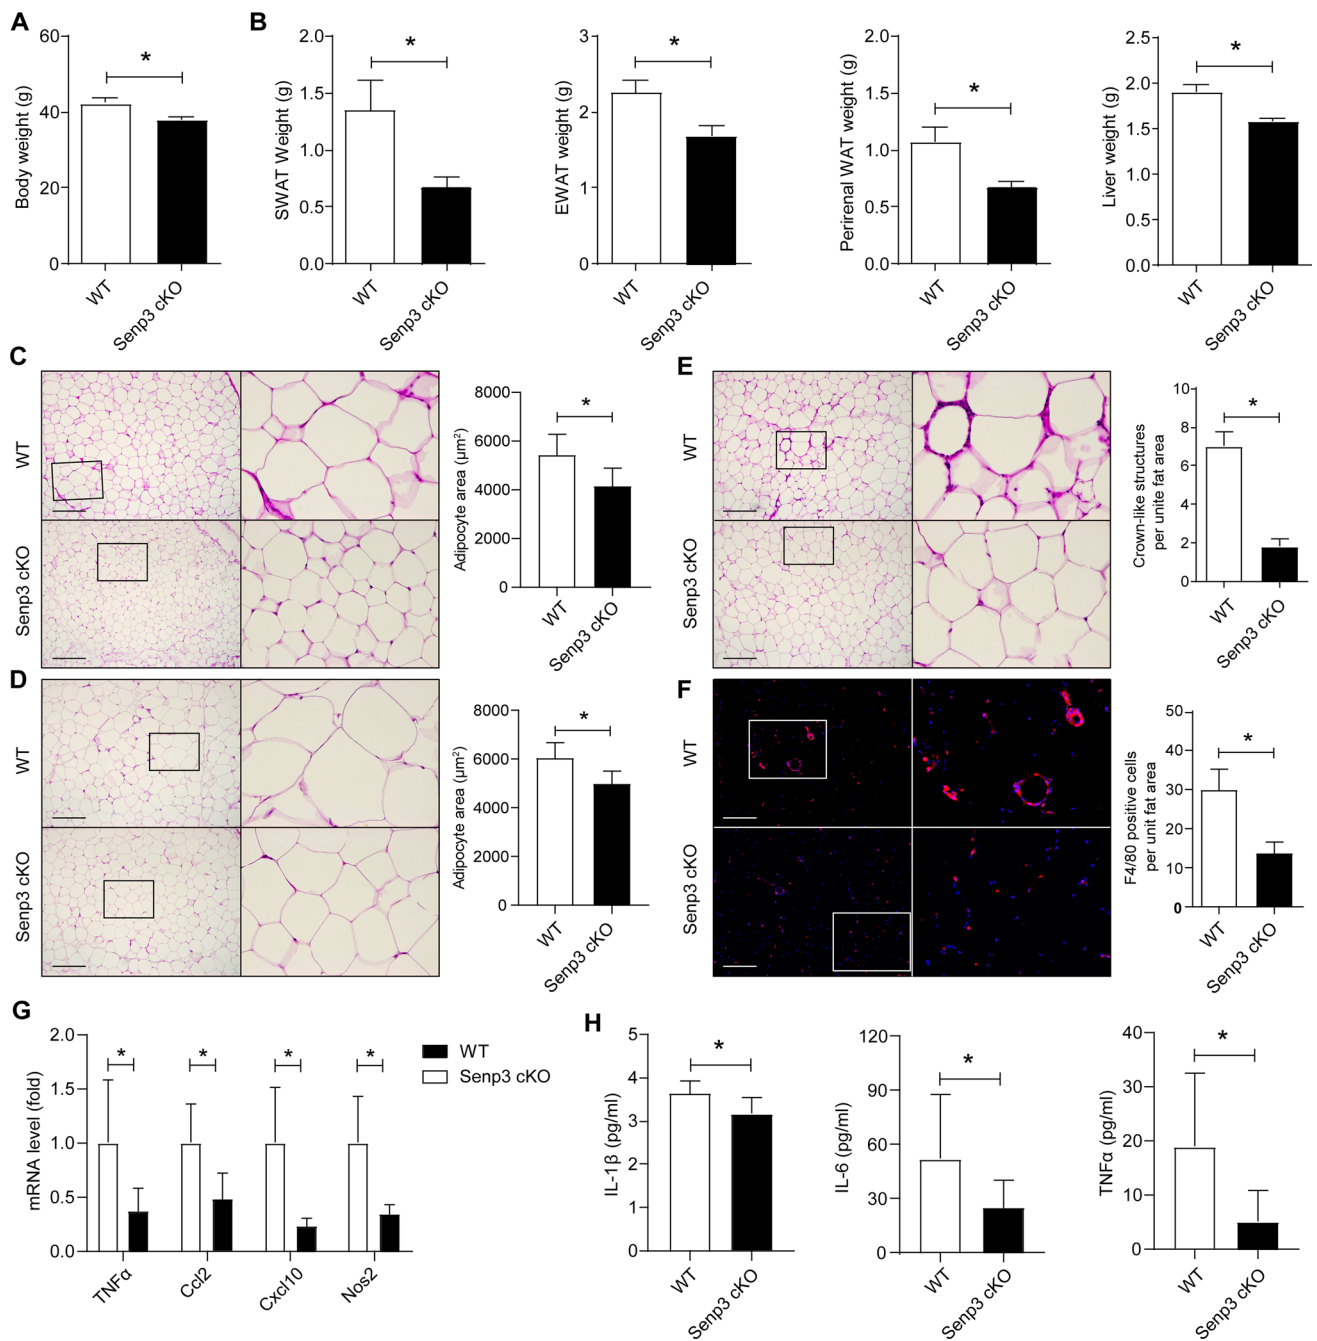 A
Body weight (g)
60
40
20
0
*
WT
Senp3 cKO
B
SWAT Weight (g)
2.0
1.5
1.0
0.5
0.0
*
WT
Senp3 cKO
EWAT weight (g)
3
2
1
0
*
WT
Senp3 cKO
Perirenal WAT weight (g)
2.0
1.5
1.0
0.5
0.0
*
WT
Senp3 cKO
Liver weight (g)
2.5
2.0
1.5
1.0
0.5
0.0
*
WT
Senp3 cKO
C
WT
Senp3 cKO
Adipocyte area (μm²)
8000
6000
4000
2000
0
*
WT
Senp3 cKO
E
WT
Senp3 cKO
Crown-like structures
per unite fat area
10
8
6
4
2
0
*
WT
Senp3 cKO
D
WT
Senp3 cKO
Adipocyte area (μm²)
8000
6000
4000
2000
0
*
WT
Senp3 cKO
F
WT
Senp3 cKO
F4/80 positive cells
per unit fat area
50
40
30
20
10
0
*
WT
Senp3 cKO
G
mRNA level (fold)
2.0
1.5
1.0
0.5
0.0
*
*
*
*
TNFα
Ccl2
Cxcl10
Nos2
WT
Senp3 cKO
H
IL-1β (pg/ml)
5
4
3
2
1
0
*
WT
Senp3 cKO
IL-6 (pg/ml)
120
90
60
30
0
*
WT
Senp3 cKO
TNFα (pg/ml)
40
30
20
10
0
*
WT
Senp3 cKO